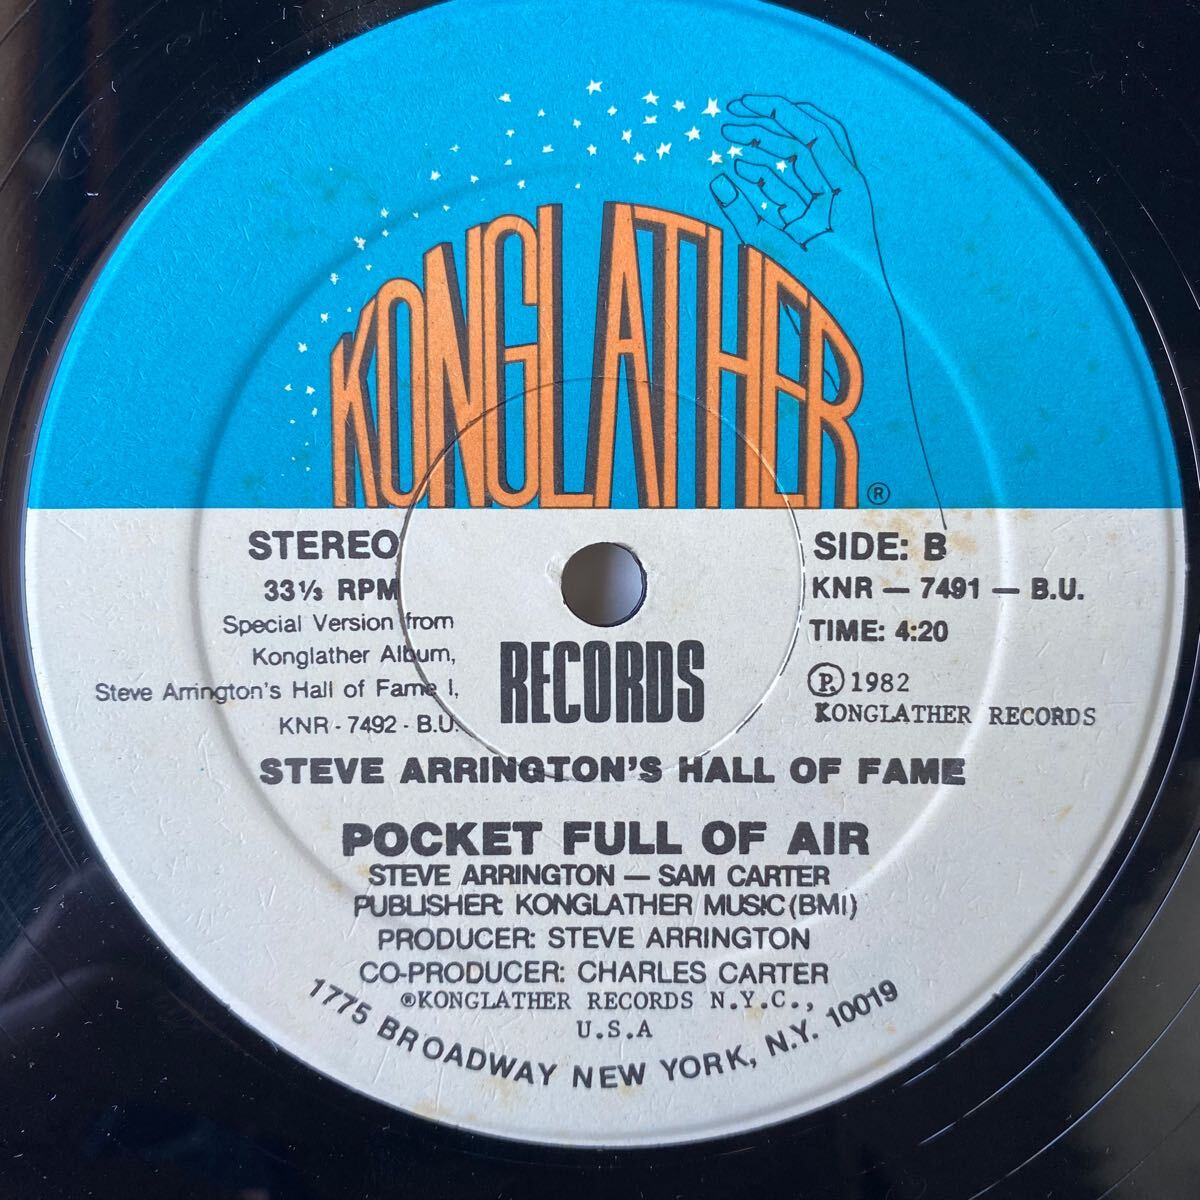 KONGLATHER®
STEREO
33⅓ RPM
Special Version from
Konglather Album,
Steve Arrington's Hall of Fame I,
KNR - 7492 - B.U.
RECORDS
SIDE: B
KNR — 7491 — B.U.
TIME: 4:20
Ⓟ 1982
KONGLATHER RECORDS
STEVE ARRINGTON'S HALL OF FAME
POCKET FULL OF AIR
STEVE ARRINGTON — SAM CARTER
PUBLISHER: KONGLATHER MUSIC (BMI)
PRODUCER: STEVE ARRINGTON
CO-PRODUCER: CHARLES CARTER
®KONGLATHER RECORDS N.Y.C.,
U.S.A
1775 BROADWAY NEW YORK, N.Y. 10019